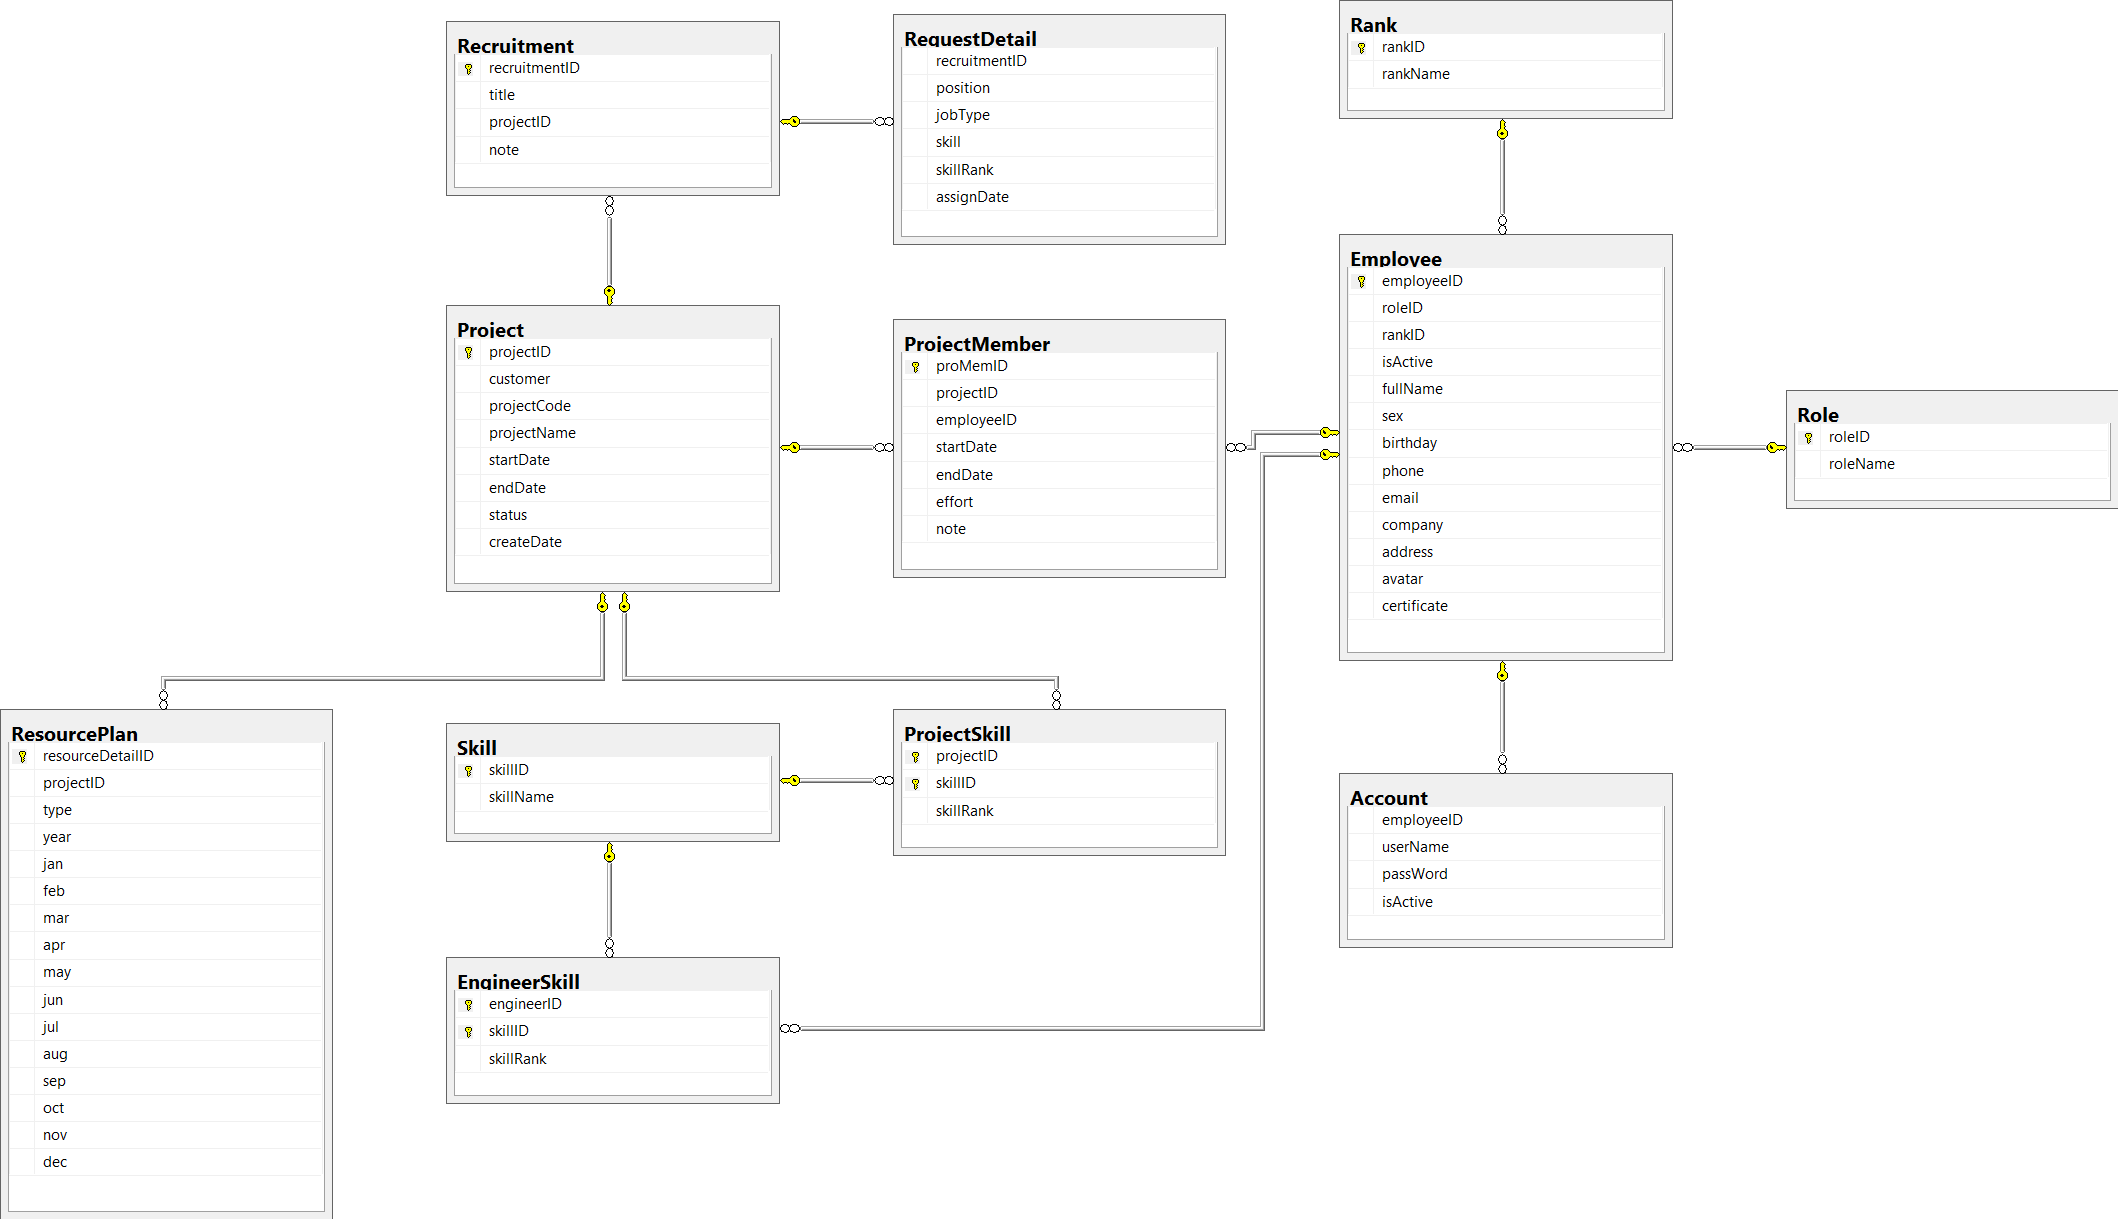 Recruitment
recruitmentID
title
projectID
note
RequestDetail
recruitmentID
position
jobType
skill
skillRank
assignDate
Rank
rankID
rankName
Project
projectID
customer
projectCode
projectName
startDate
endDate
status
createDate
ProjectMember
proMemID
projectID
employeeID
startDate
endDate
effort
note
Employee
employeeID
roleID
rankID
isActive
fullName
sex
birthday
phone
email
company
address
avatar
certificate
Role
roleID
roleName
ResourcePlan
resourceDetailID
projectID
type
year
jan
feb
mar
apr
may
jun
jul
aug
sep
oct
nov
dec
Skill
skillID
skillName
ProjectSkill
projectID
skillID
skillRank
Account
employeeID
userName
passWord
isActive
EngineerSkill
engineerID
skillID
skillRank